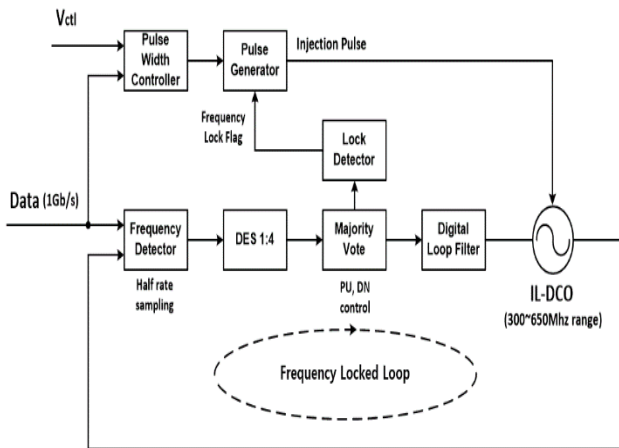 Vctl
Pulse
Width
Controller
Pulse
Generator
Injection Pulse
Frequency
Lock Flag
Lock
Detector
Data (1Gb/s)
Frequency
Detector
DES 1:4
Majority
Vote
Digital
Loop Filter
Half rate
sampling
PU, DN
control
IL-DCO
(300~650Mhz range)
Frequency Locked Loop